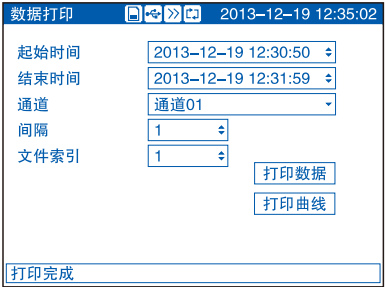 数据打印 2013-12-19 12:35:02
起始时间 2013-12-19 12:30:50
结束时间 2013-12-19 12:31:59
通道 通道01
间隔 1
文件索引 1
打印数据
打印曲线
打印完成